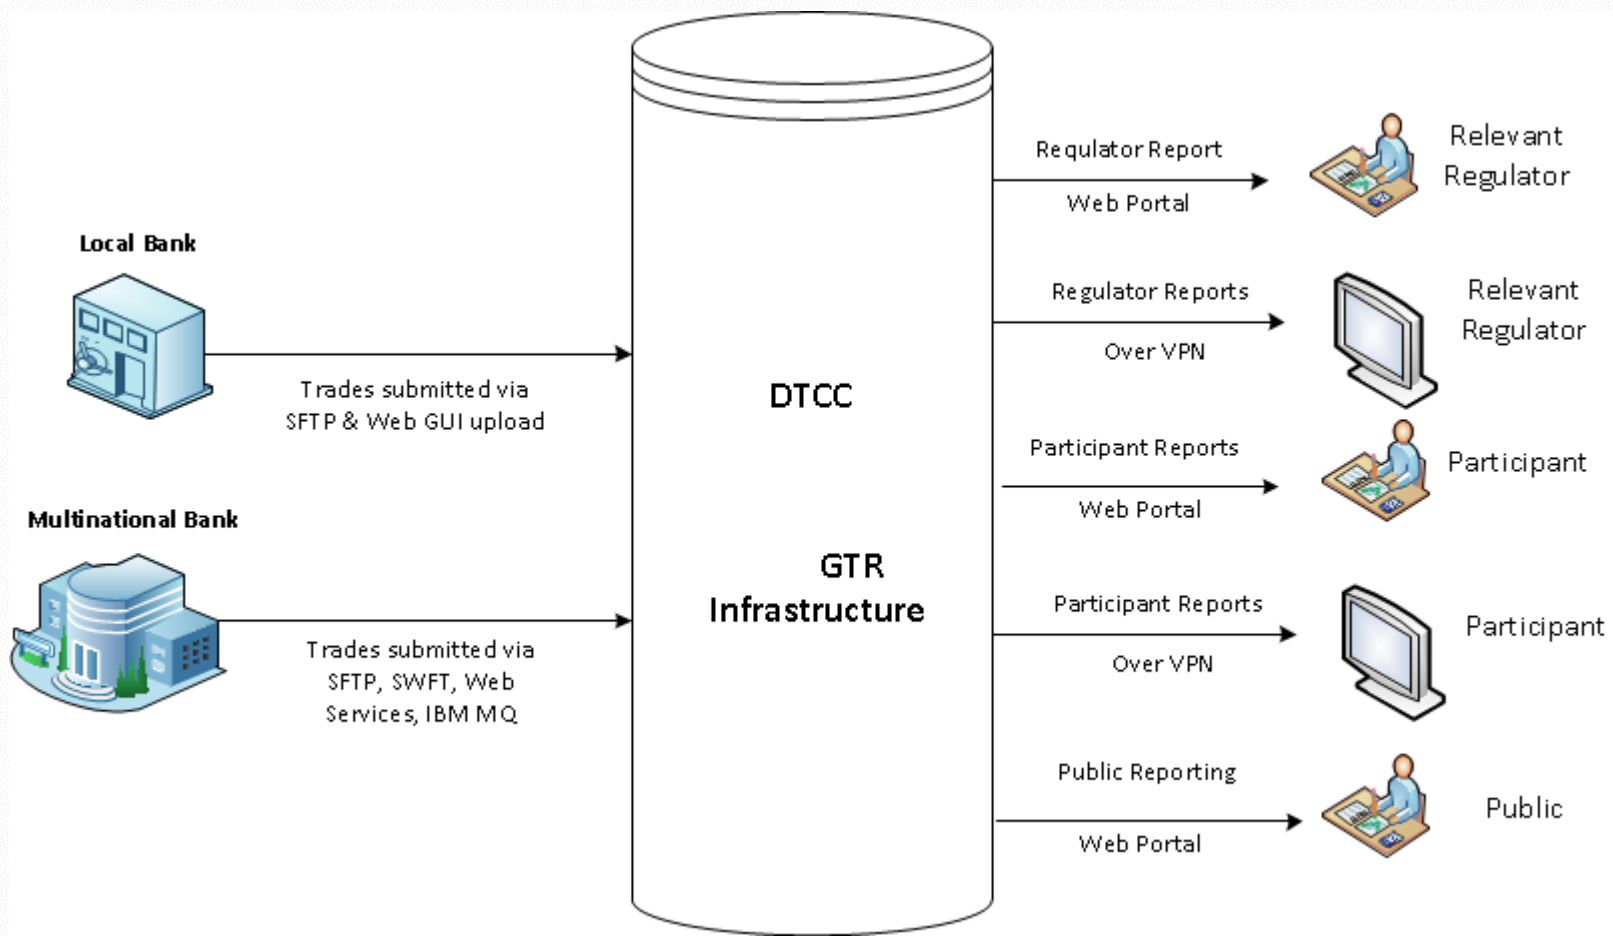 Local Bank
Trades submitted via
SFTP & Web GUI upload
Multinational Bank
Trades submitted via
SFTP, SWFT, Web
Services, IBM MQ
DTCC
GTR
Infrastructure
Requlator Report
Web Portal
Relevant
Regulator
Regulator Reports
Over VPN
Relevant
Regulator
Participant Reports
Web Portal
Participant
Participant Reports
Over VPN
Participant
Public Reporting
Web Portal
Public